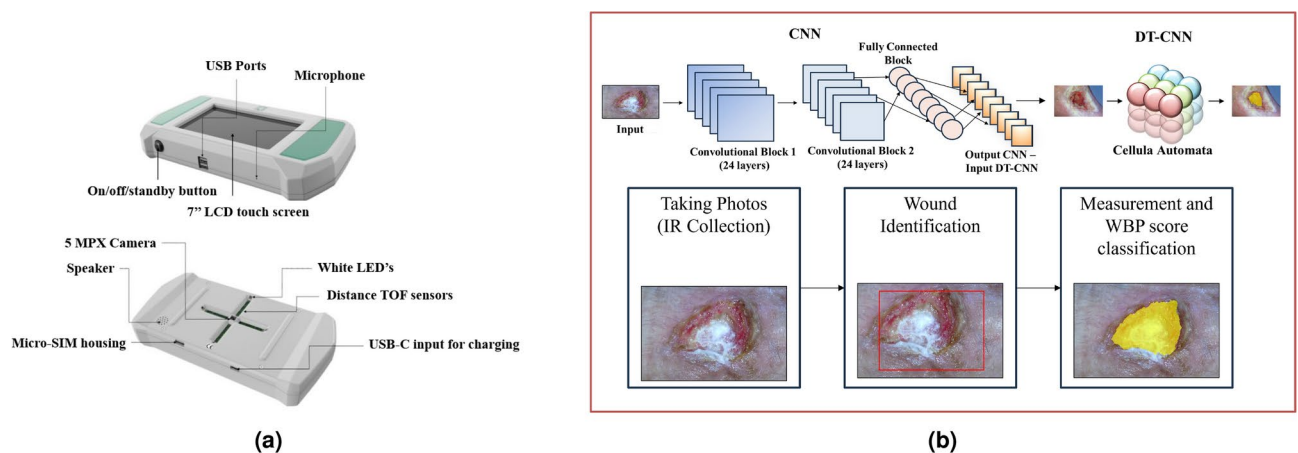 USB Ports
Microphone
On/off/standby button
7” LCD touch screen
5 MPX Camera
Speaker
White LED’s
Distance TOF sensors
Micro-SIM housing
USB-C input for charging
(a)
CNN
DT-CNN
Fully Connected
Block
Input
Convolutional Block 1
(24 layers)
Convolutional Block 2
(24 layers)
Output CNN –
Input DT-CNN
Cellula Automata
Taking Photos
(IR Collection)
Wound
Identification
Measurement and
WBP score
classification
(b)